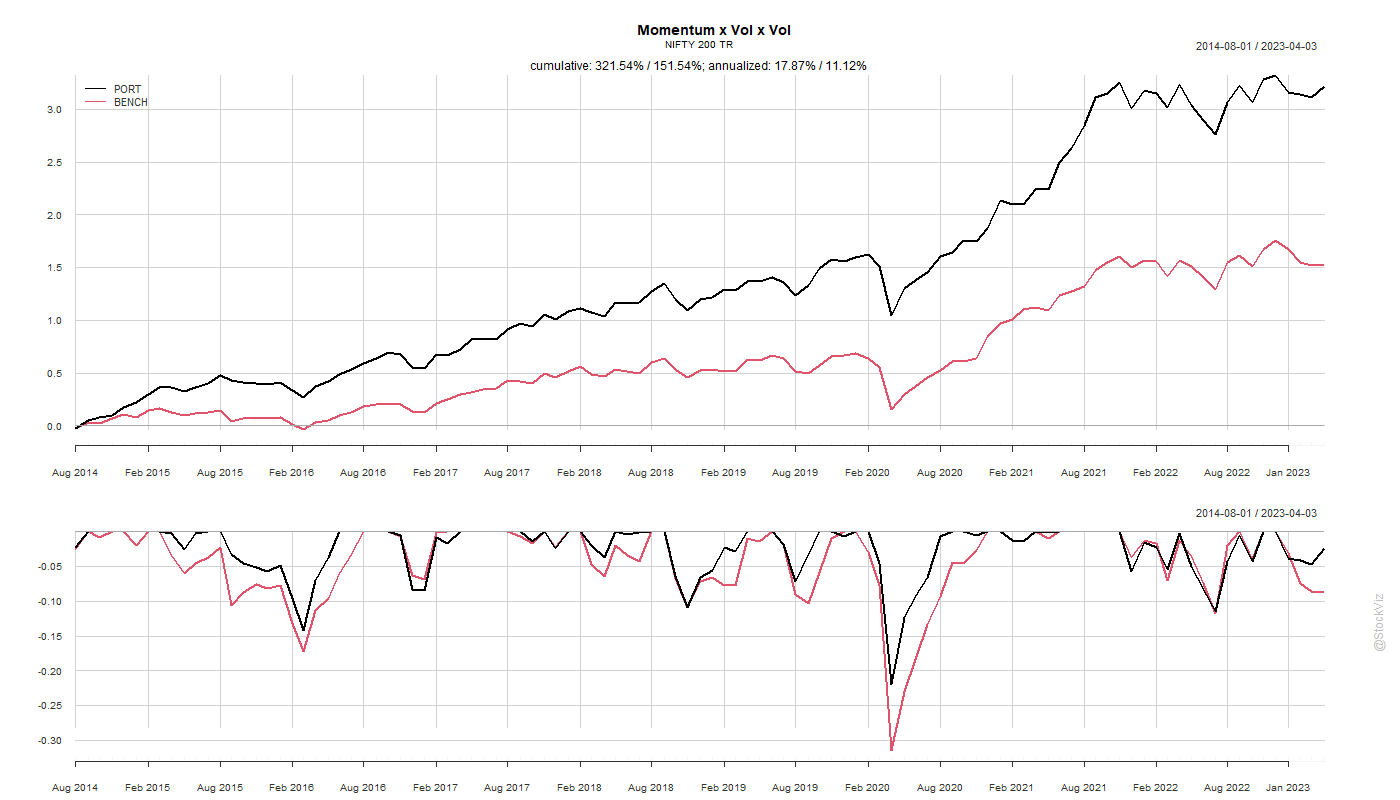 Momentum x Vol x Vol
NIFTY 200 TR
2014-08-01 / 2023-04-03
cumulative: 321.54% / 151.54%; annualized: 17.87% / 11.12%
PORT
BENCH
3.0
2.5
2.0
1.5
1.0
0.5
0.0
Aug 2014 Feb 2015 Aug 2015 Feb 2016 Aug 2016 Feb 2017 Aug 2017 Feb 2018 Aug 2018 Feb 2019 Aug 2019 Feb 2020 Aug 2020 Feb 2021 Aug 2021 Feb 2022 Aug 2022 Jan 2023
2014-08-01 / 2023-04-03
-0.05
-0.10
-0.15
-0.20
-0.25
-0.30
Aug 2014 Feb 2015 Aug 2015 Feb 2016 Aug 2016 Feb 2017 Aug 2017 Feb 2018 Aug 2018 Feb 2019 Aug 2019 Feb 2020 Aug 2020 Feb 2021 Aug 2021 Feb 2022 Aug 2022 Jan 2023
@StockViz